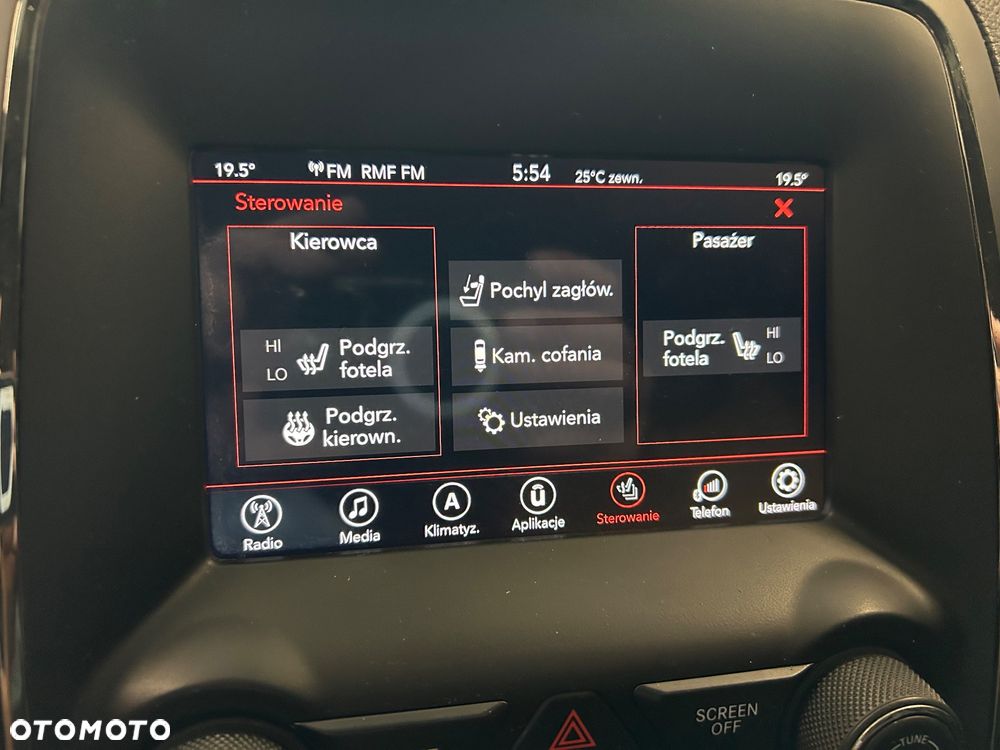 19.5° FM RMF FM 5:54 25°C zewn. 19.5°
Sterowanie
Kierowca
HI
LO
Podgrz.
fotela
Podgrz.
kierown.
Pochyl zagłów.
Kam. cofania
Ustawienia
Pasażer
Podgrz.
fotela
HI
LO
Radio
Media
A
Klimatyz.
Aplikacje
Sterowanie
Telefon
Ustawienia
SCREEN
OFF
TUNE
OTOMOTO